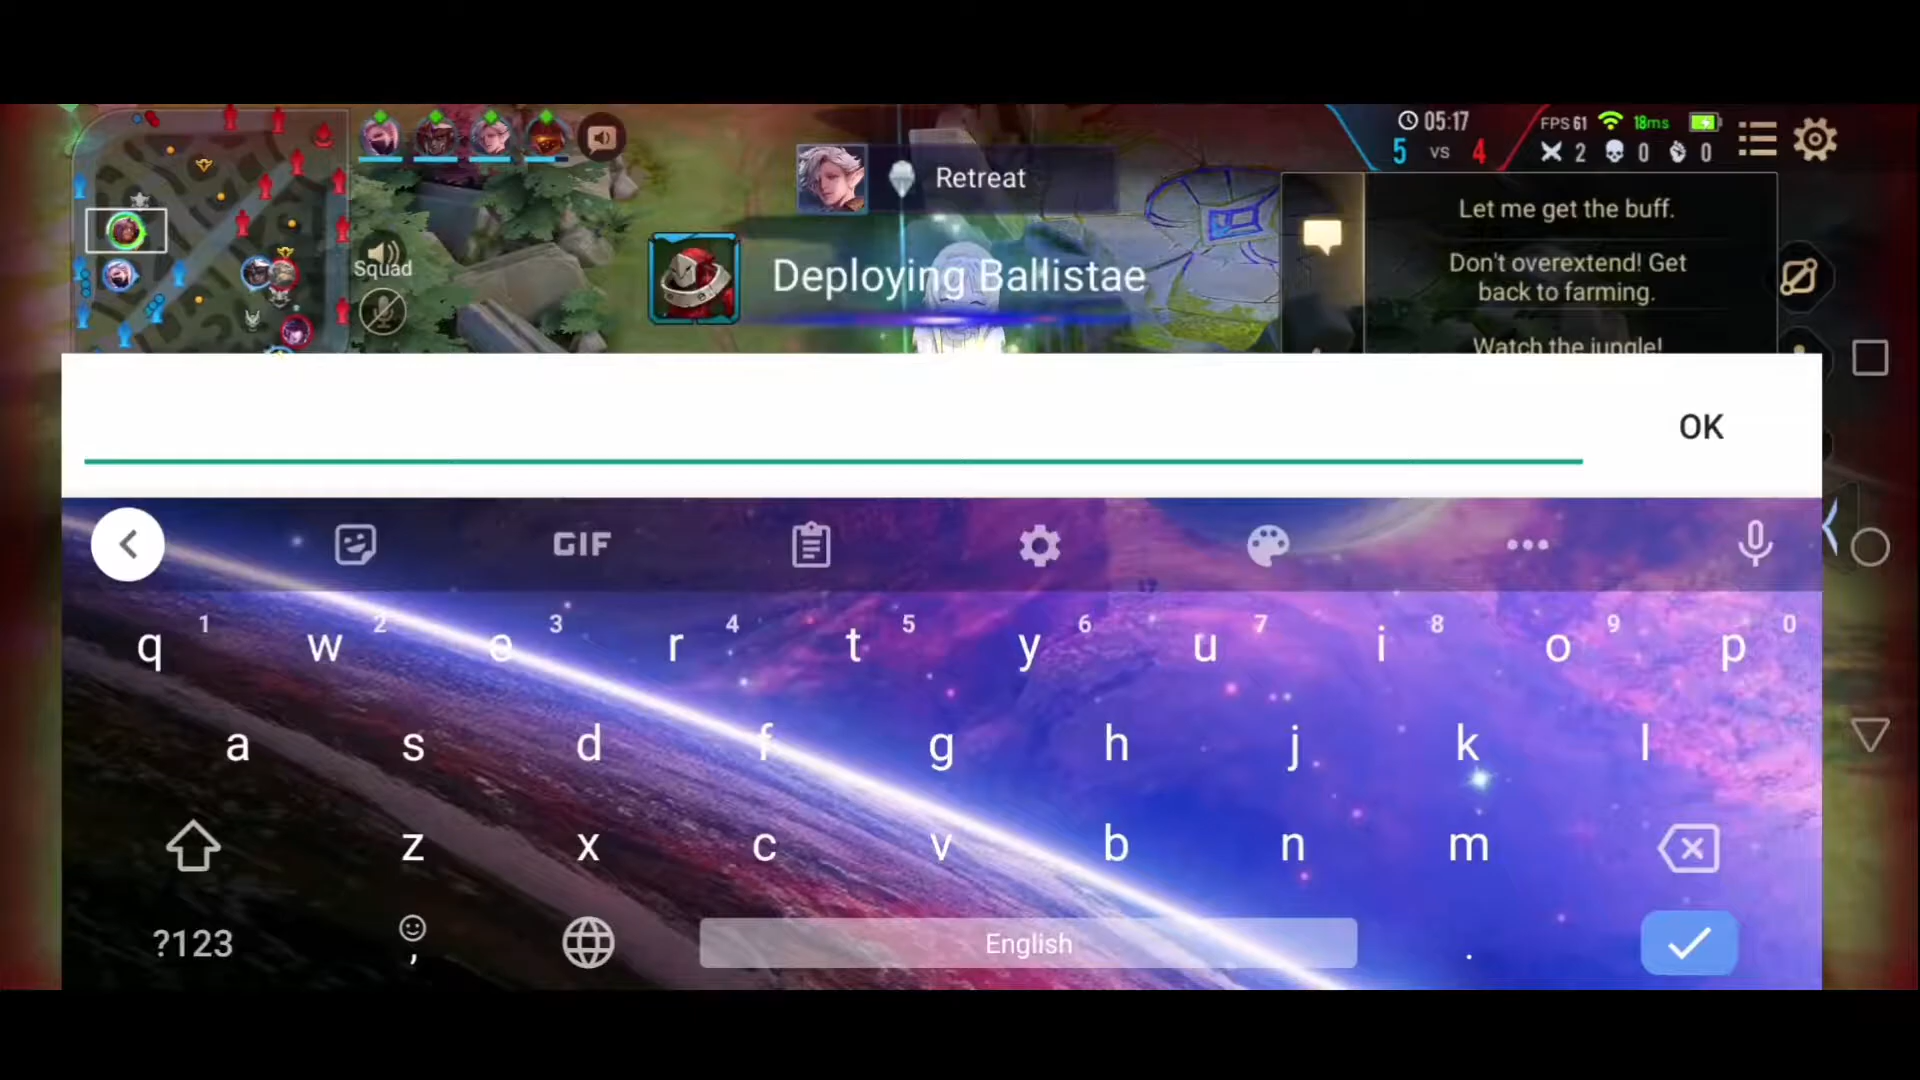 05:17
5 vs 4
FPS 61
18ms
2 0 0
Retreat
Squad
Deploying Ballistae
Let me get the buff.
Don't overextend! Get
back to farming.
Watch the jungle!
OK
GIF
q 1 w 2 e 3 r 4 t 5 y 6 u 7 i 8 o 9 p 0
a s d f g h j k l
z x c v b n m
?123 , English .